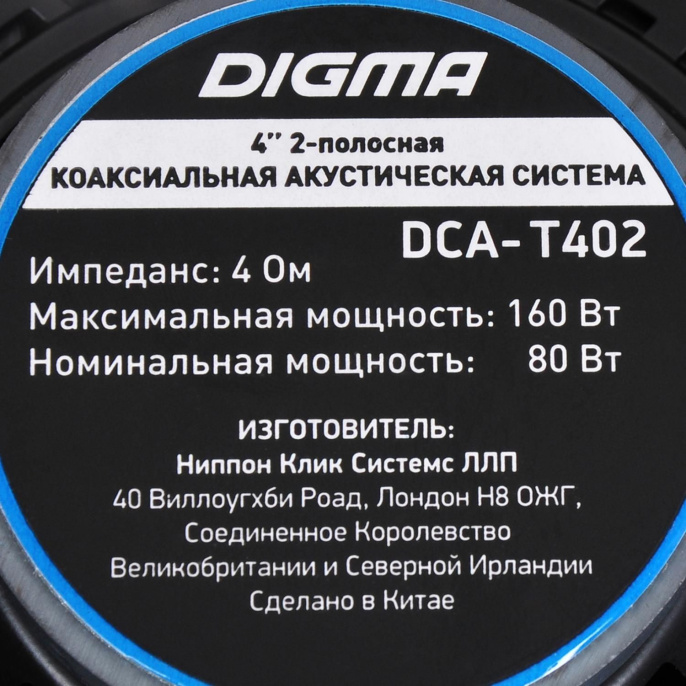 DIGMA
4'' 2-полосная
КОАКСИАЛЬНАЯ АКУСТИЧЕСКАЯ СИСТЕМА
DCA-T402
Импеданс: 4 Ом
Максимальная мощность: 160 Вт
Номинальная мощность: 80 Вт
ИЗГОТОВИТЕЛЬ:
Ниппон Клик Системс ЛЛП
40 Виллоугхби Роад, Лондон Н8 ОЖГ,
Соединенное Королевство
Великобритании и Северной Ирландии
Сделано в Китае